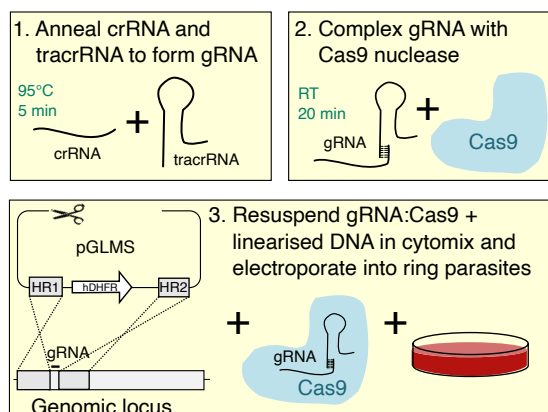 1. Anneal crRNA and
tracrRNA to form gRNA
95°C
5 min
crRNA
+
tracrRNA
2. Complex gRNA with
Cas9 nuclease
RT
20 min
gRNA
+
Cas9
3. Resuspend gRNA:Cas9 +
linearised DNA in cytomix and
electroporate into ring parasites
pGLMS
HR1
hDHFR
HR2
gRNA
Genomic locus
+
gRNA
Cas9
+